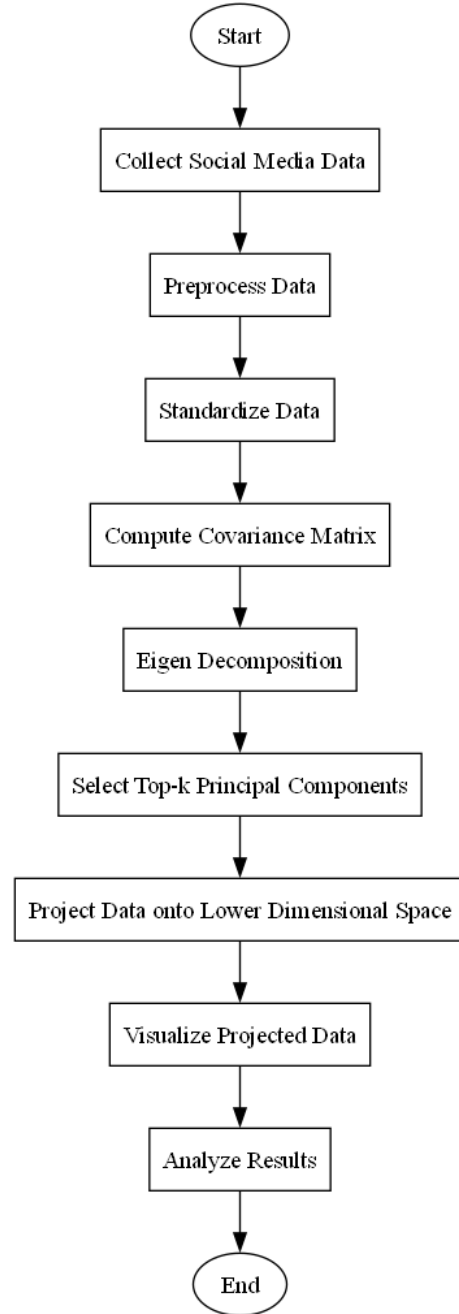 Start
Collect Social Media Data
Preprocess Data
Standardize Data
Compute Covariance Matrix
Eigen Decomposition
Select Top-k Principal Components
Project Data onto Lower Dimensional Space
Visualize Projected Data
Analyze Results
End